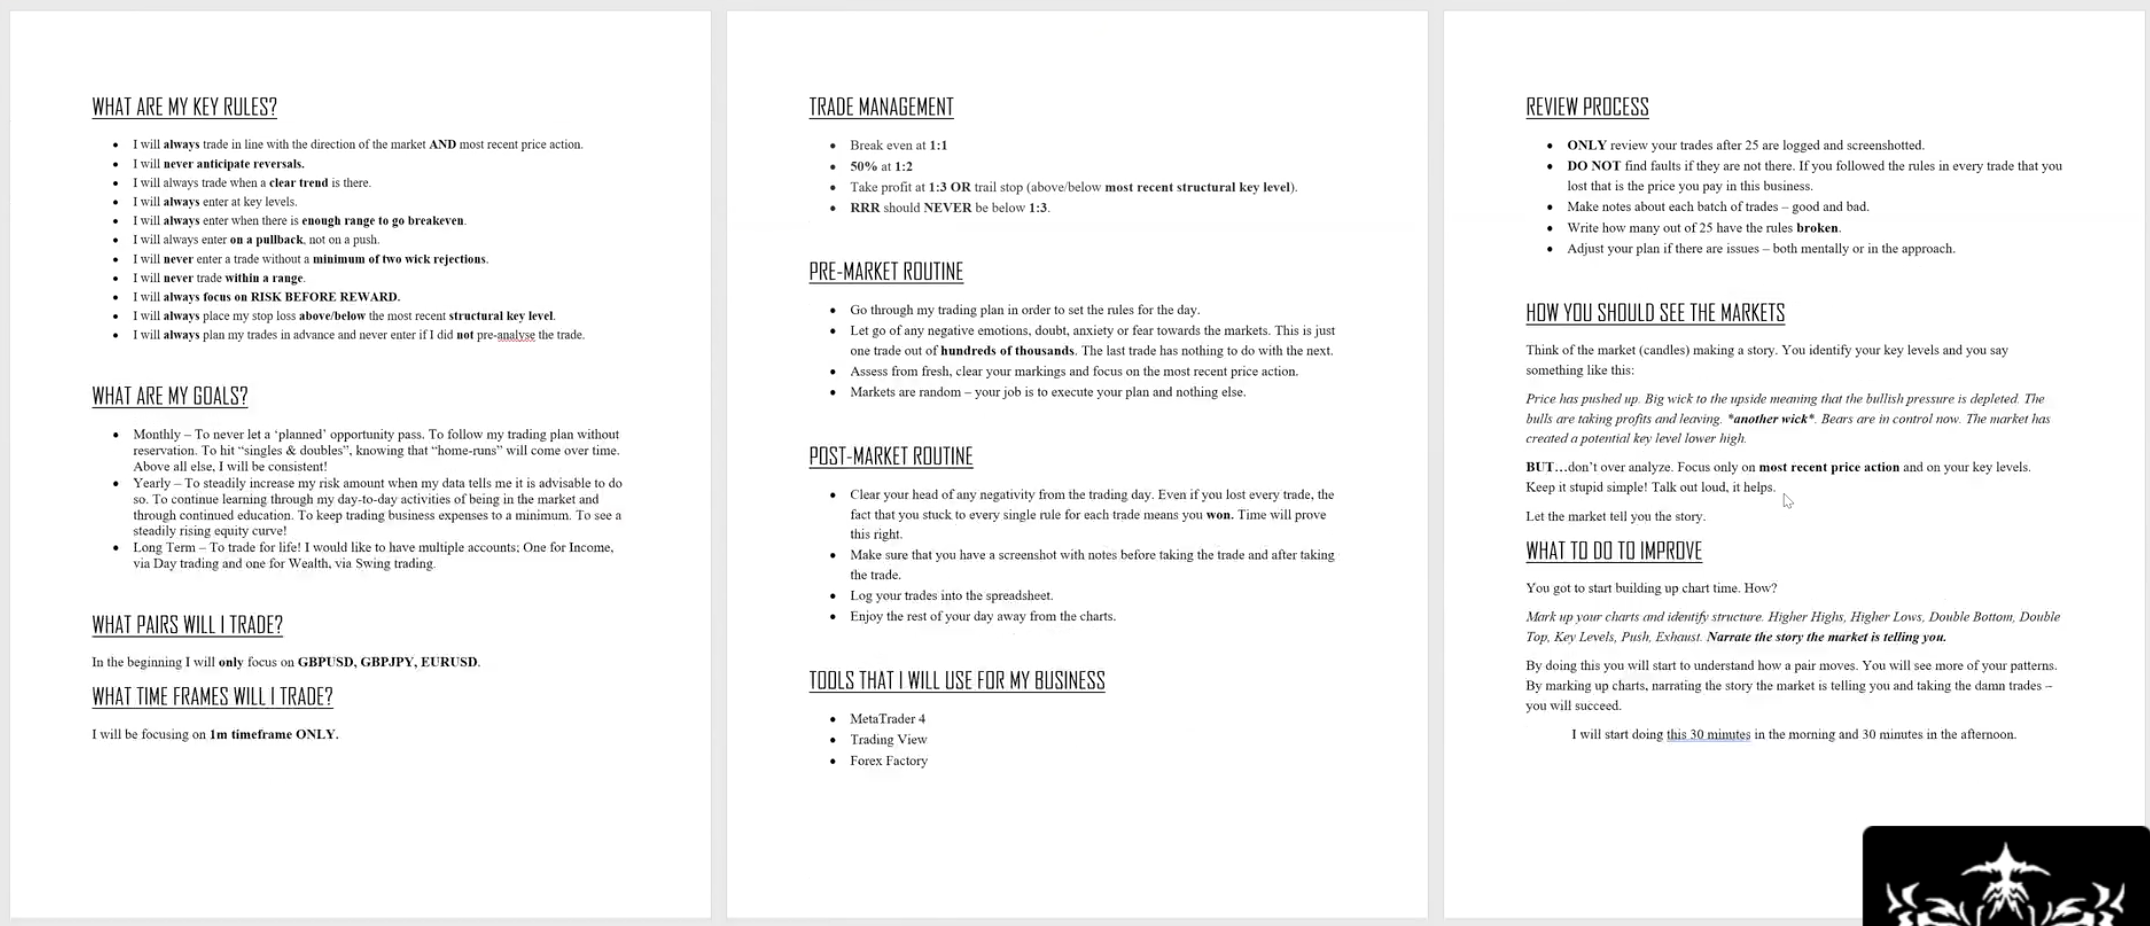 WHAT ARE MY KEY RULES?
• I will always trade in line with the direction of the market AND most recent price action.
• I will never anticipate reversals.
• I will always trade when a clear trend is there.
• I will always enter at key levels.
• I will always enter when there is enough range to go breakeven.
• I will always enter on a pullback, not on a push.
• I will never enter a trade without a minimum of two wick rejections.
• I will never trade within a range.
• I will always focus on RISK BEFORE REWARD.
• I will always place my stop loss above/below the most recent structural key level.
• I will always plan my trades in advance and never enter if I did not pre-analyse the trade.
WHAT ARE MY GOALS?
• Monthly – To never let a ‘planned’ opportunity pass. To follow my trading plan without
reservation. To hit “singles & doubles”, knowing that “home-runs” will come over time.
Above all else, I will be consistent!
• Yearly – To steadily increase my risk amount when my data tells me it is advisable to do
so. To continue learning through my day-to-day activities of being in the market and
through continued education. To keep trading business expenses to a minimum. To see a
steadily rising equity curve!
• Long Term – To trade for life! I would like to have multiple accounts; One for Income,
via Day trading and one for Wealth, via Swing trading.
WHAT PAIRS WILL I TRADE?
In the beginning I will only focus on GBPUSD, GBPJPY, EURUSD.
WHAT TIME FRAMES WILL I TRADE?
I will be focusing on 1m timeframe ONLY.
TRADE MANAGEMENT
• Break even at 1:1
• 50% at 1:2
• Take profit at 1:3 OR trail stop (above/below most recent structural key level).
• RRR should NEVER be below 1:3.
PRE-MARKET ROUTINE
• Go through my trading plan in order to set the rules for the day.
• Let go of any negative emotions, doubt, anxiety or fear towards the markets. This is just
one trade out of hundreds of thousands. The last trade has nothing to do with the next.
• Assess from fresh, clear your markings and focus on the most recent price action.
• Markets are random – your job is to execute your plan and nothing else.
POST-MARKET ROUTINE
• Clear your head of any negativity from the trading day. Even if you lost every trade, the
fact that you stuck to every single rule for each trade means you won. Time will prove
this right.
• Make sure that you have a screenshot with notes before taking the trade and after taking
the trade.
• Log your trades into the spreadsheet.
• Enjoy the rest of your day away from the charts.
TOOLS THAT I WILL USE FOR MY BUSINESS
• MetaTrader 4
• Trading View
• Forex Factory
REVIEW PROCESS
• ONLY review your trades after 25 are logged and screenshotted.
• DO NOT find faults if they are not there. If you followed the rules in every trade that you
lost that is the price you pay in this business.
• Make notes about each batch of trades – good and bad.
• Write how many out of 25 have the rules broken.
• Adjust your plan if there are issues – both mentally or in the approach.
HOW YOU SHOULD SEE THE MARKETS
Think of the market (candles) making a story. You identify your key levels and you say
something like this:
Price has pushed up. Big wick to the upside meaning that the bullish pressure is depleted. The
bulls are taking profits and leaving. *another wick*. Bears are in control now. The market has
created a potential key level lower high.
BUT…don’t over analyze. Focus only on most recent price action and on your key levels.
Keep it stupid simple! Talk out loud, it helps.
Let the market tell you the story.
WHAT TO DO TO IMPROVE
You got to start building up chart time. How?
Mark up your charts and identify structure. Higher Highs, Higher Lows, Double Bottom, Double
Top, Key Levels, Push, Exhaust. Narrate the story the market is telling you.
By doing this you will start to understand how a pair moves. You will see more of your patterns.
By marking up charts, narrating the story the market is telling you and taking the damn trades –
you will succeed.
I will start doing this 30 minutes in the morning and 30 minutes in the afternoon.